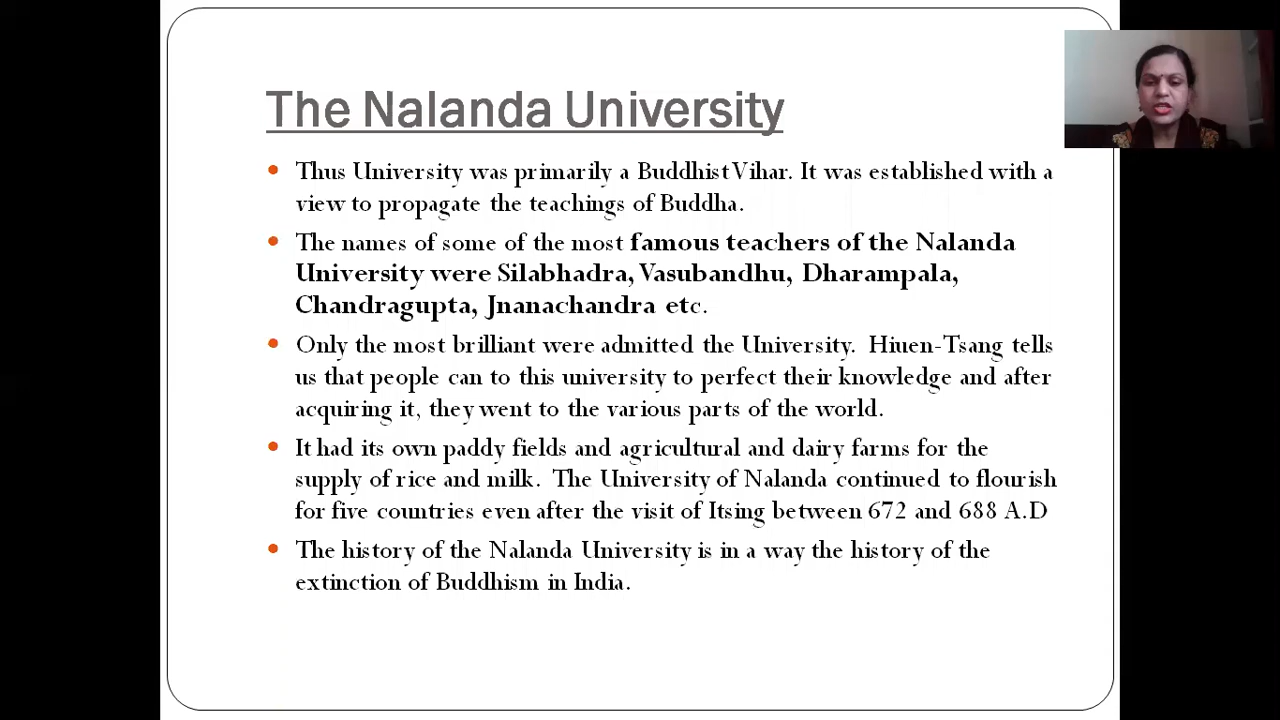 The Nalanda University
Thus University was primarily a Buddhist Vihar. It was established with a
view to propagate the teachings of Buddha.
The names of some of the most famous teachers of the Nalanda
University were Silabhadra, Vasubandhu, Dharampala,
Chandragupta, Jnanachandra etc.
Only the most brilliant were admitted the University. Hiuen-Tsang tells
us that people can to this university to perfect their knowledge and after
acquiring it, they went to the various parts of the world.
It had its own paddy fields and agricultural and dairy farms for the
supply of rice and milk. The University of Nalanda continued to flourish
for five countries even after the visit of Itsing between 672 and 688 A.D
The history of the Nalanda University is in a way the history of the
extinction of Buddhism in India.